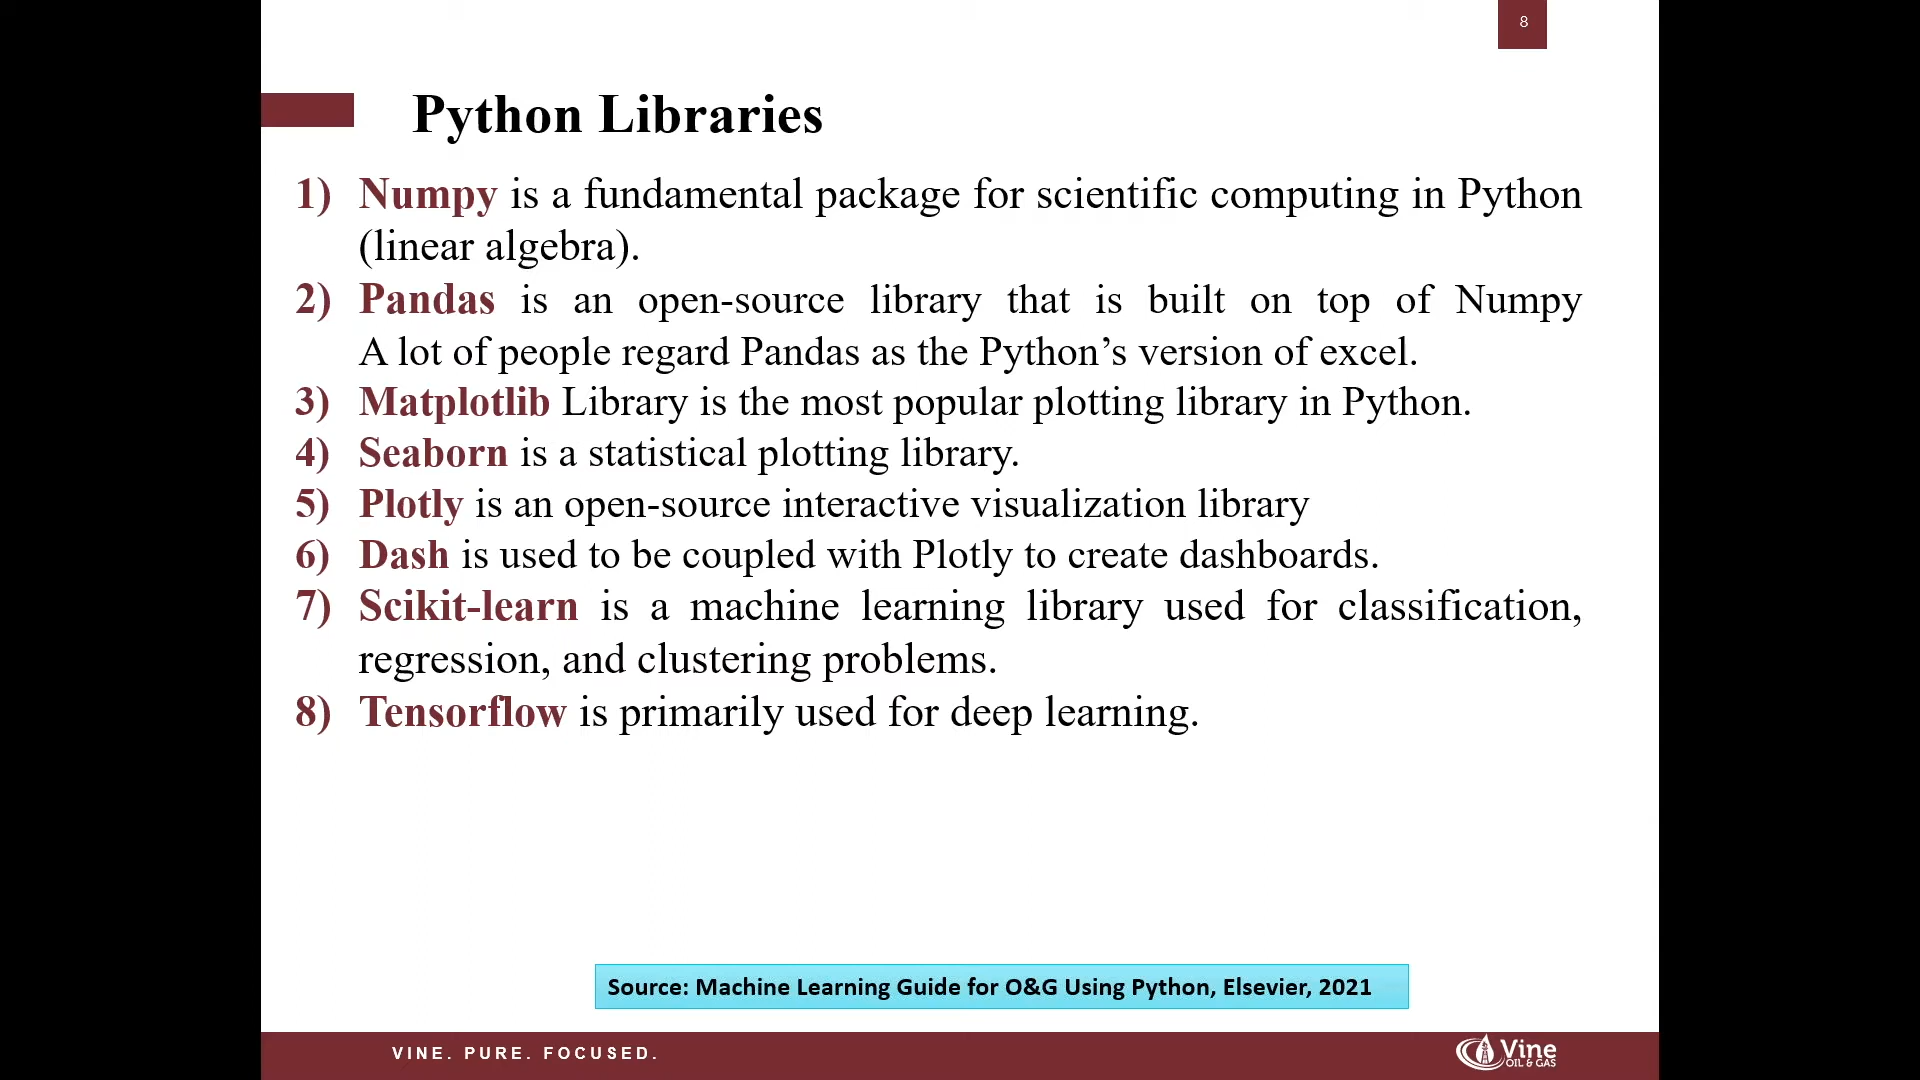 8
Python Libraries
1) Numpy is a fundamental package for scientific computing in Python
(linear algebra).
2) Pandas is an open-source library that is built on top of Numpy
A lot of people regard Pandas as the Python’s version of excel.
3) Matplotlib Library is the most popular plotting library in Python.
4) Seaborn is a statistical plotting library.
5) Plotly is an open-source interactive visualization library
6) Dash is used to be coupled with Plotly to create dashboards.
7) Scikit-learn is a machine learning library used for classification,
regression, and clustering problems.
8) Tensorflow is primarily used for deep learning.
Source: Machine Learning Guide for O&G Using Python, Elsevier, 2021
VINE. PURE. FOCUSED.
Vine
OIL & GAS